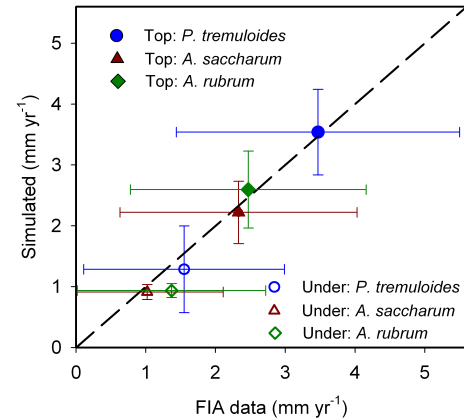 Top: P. tremuloides
Top: A. saccharum
Top: A. rubrum
Simulated (mm yr⁻¹)
5
4
3
2
1
0
Under: P. tremuloides
Under: A. saccharum
Under: A. rubrum
0 1 2 3 4 5
FIA data (mm yr⁻¹)